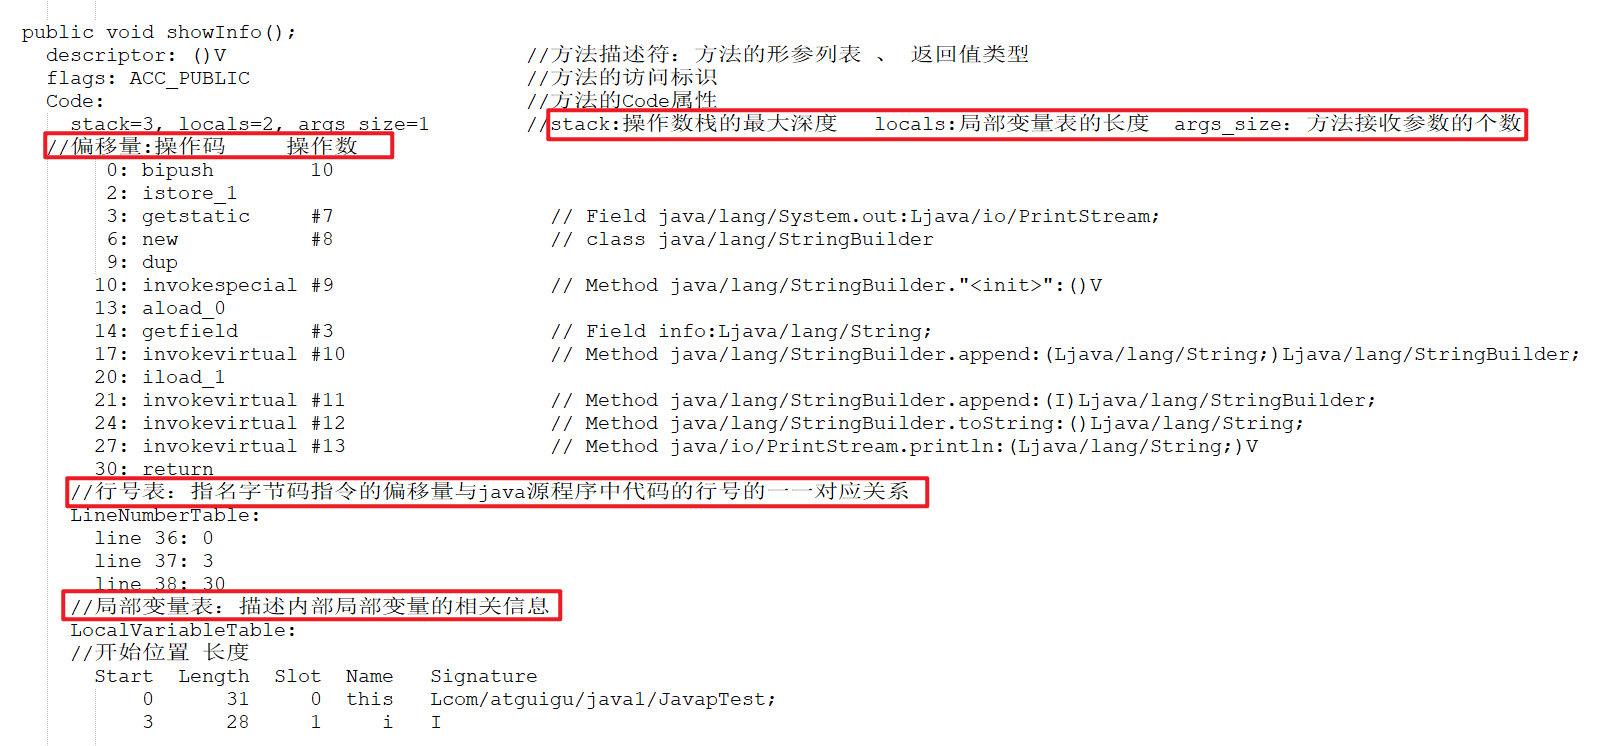 public void showInfo();
descriptor: ()V //方法描述符：方法的形参列表 、 返回值类型
flags: ACC_PUBLIC //方法的访问标识
Code: //方法的Code属性
stack=3, locals=2, args_size=1 //stack:操作数栈的最大深度 locals:局部变量表的长度 args_size：方法接收参数的个数
//偏移量:操作码 操作数
0: bipush 10
2: istore_1
3: getstatic #7 // Field java/lang/System.out:Ljava/io/PrintStream;
6: new #8 // class java/lang/StringBuilder
9: dup
10: invokespecial #9 // Method java/lang/StringBuilder."<init>":()V
13: aload_0
14: getfield #3 // Field info:Ljava/lang/String;
17: invokevirtual #10 // Method java/lang/StringBuilder.append:(Ljava/lang/String;)Ljava/lang/StringBuilder;
20: iload_1
21: invokevirtual #11 // Method java/lang/StringBuilder.append:(I)Ljava/lang/StringBuilder;
24: invokevirtual #12 // Method java/lang/StringBuilder.toString:()Ljava/lang/String;
27: invokevirtual #13 // Method java/io/PrintStream.println:(Ljava/lang/String;)V
30: return
//行号表：指名字节码指令的偏移量与java源程序中代码的行号的一一对应关系
LineNumberTable:
line 36: 0
line 37: 3
line 38: 30
//局部变量表：描述内部局部变量的相关信息
LocalVariableTable:
//开始位置 长度
Start Length Slot Name Signature
0 31 0 this Lcom/atguigu/java1/JavapTest;
3 28 1 i I